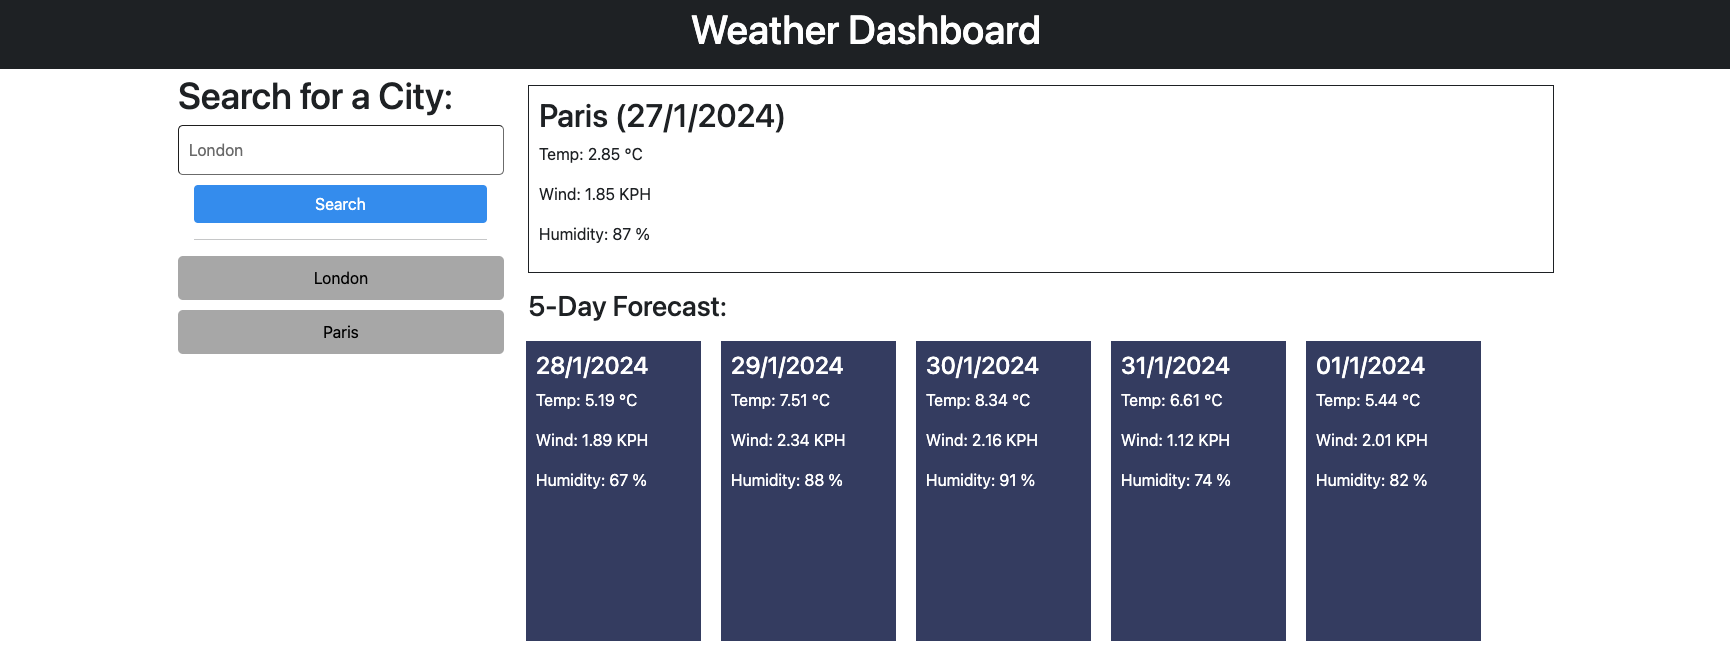 Weather Dashboard
Search for a City:
London
Search
London
Paris
Paris (27/1/2024)
Temp: 2.85 °C
Wind: 1.85 KPH
Humidity: 87 %
5-Day Forecast:
28/1/2024
Temp: 5.19 °C
Wind: 1.89 KPH
Humidity: 67 %
29/1/2024
Temp: 7.51 °C
Wind: 2.34 KPH
Humidity: 88 %
30/1/2024
Temp: 8.34 °C
Wind: 2.16 KPH
Humidity: 91 %
31/1/2024
Temp: 6.61 °C
Wind: 1.12 KPH
Humidity: 74 %
01/1/2024
Temp: 5.44 °C
Wind: 2.01 KPH
Humidity: 82 %